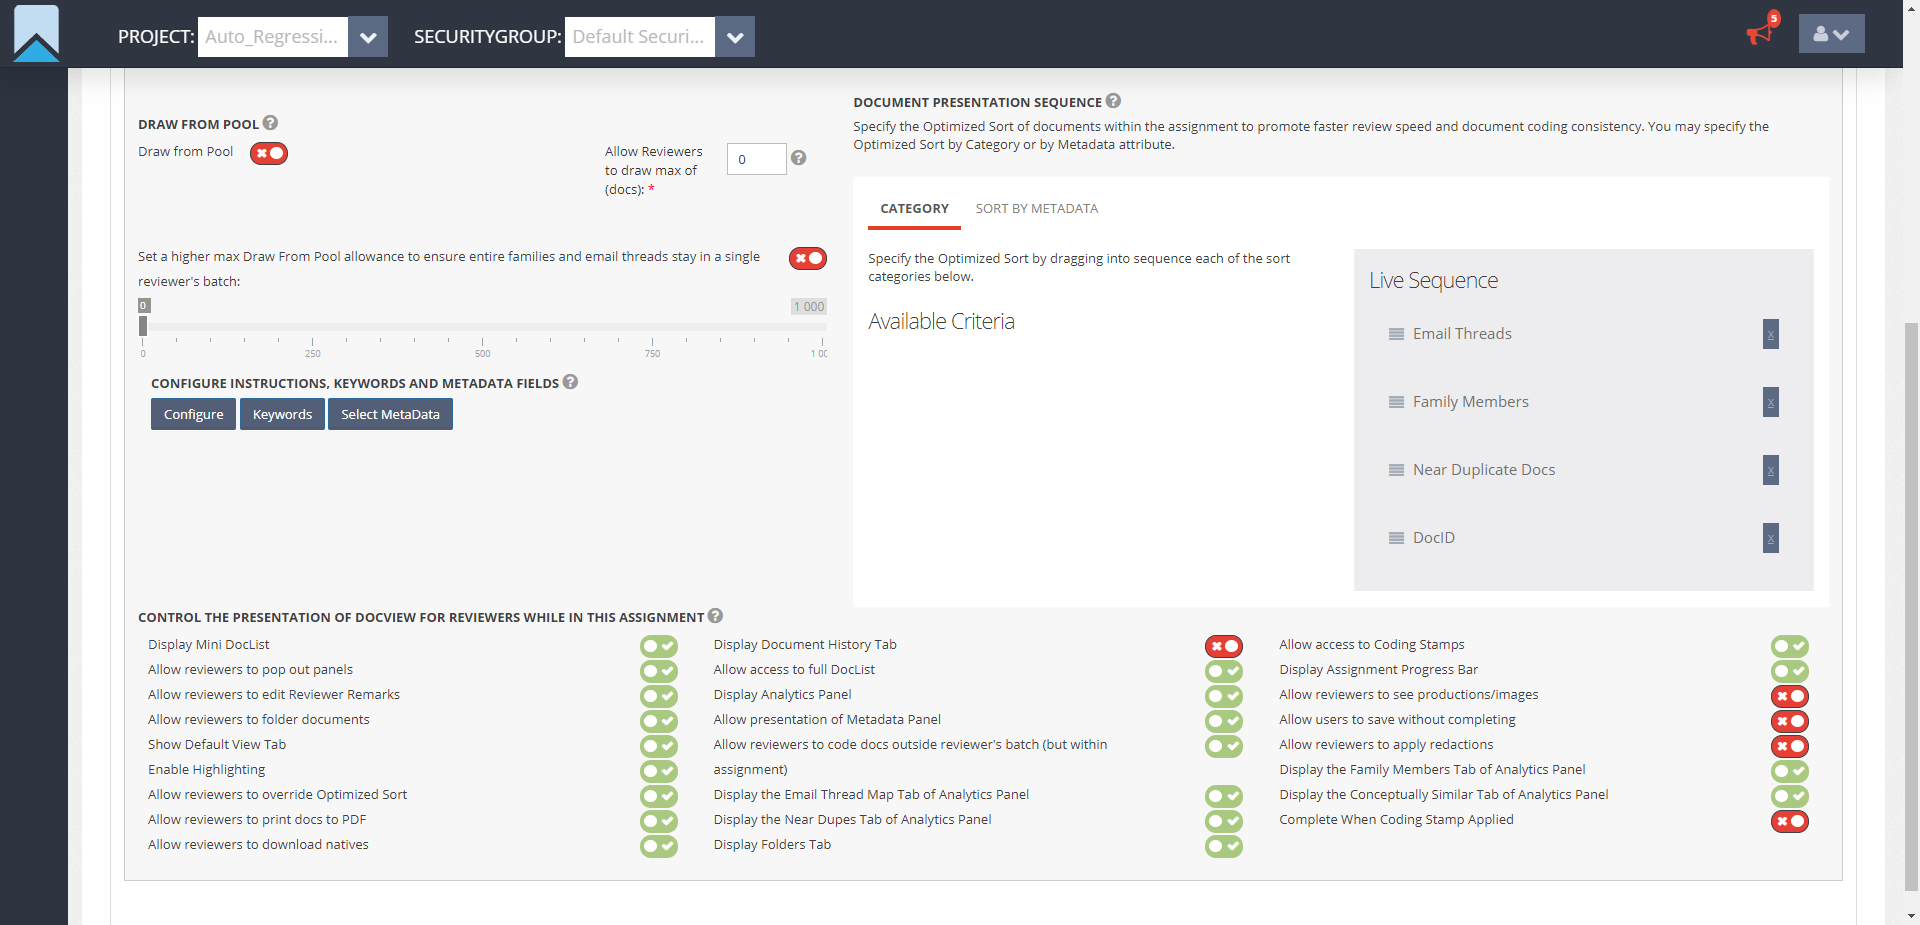 PROJECT: Auto_Regressi... SECURITYGROUP: Default Securi... 5
DRAW FROM POOL
Draw from Pool
Allow Reviewers
to draw max of
(docs): *
0
Set a higher max Draw From Pool allowance to ensure entire families and email threads stay in a single
reviewer's batch:
0 1 000
0 250 500 750 1 00
CONFIGURE INSTRUCTIONS, KEYWORDS AND METADATA FIELDS
Configure Keywords Select MetaData
DOCUMENT PRESENTATION SEQUENCE
Specify the Optimized Sort of documents within the assignment to promote faster review speed and document coding consistency. You may specify the
Optimized Sort by Category or by Metadata attribute.
CATEGORY SORT BY METADATA
Specify the Optimized Sort by dragging into sequence each of the sort
categories below.
Available Criteria
Live Sequence
Email Threads x
Family Members x
Near Duplicate Docs x
DocID x
CONTROL THE PRESENTATION OF DOCVIEW FOR REVIEWERS WHILE IN THIS ASSIGNMENT
Display Mini DocList
Allow reviewers to pop out panels
Allow reviewers to edit Reviewer Remarks
Allow reviewers to folder documents
Show Default View Tab
Enable Highlighting
Allow reviewers to override Optimized Sort
Allow reviewers to print docs to PDF
Allow reviewers to download natives
Display Document History Tab
Allow access to full DocList
Display Analytics Panel
Allow presentation of Metadata Panel
Allow reviewers to code docs outside reviewer's batch (but within
assignment)
Display the Email Thread Map Tab of Analytics Panel
Display the Near Dupes Tab of Analytics Panel
Display Folders Tab
Allow access to Coding Stamps
Display Assignment Progress Bar
Allow reviewers to see productions/images
Allow users to save without completing
Allow reviewers to apply redactions
Display the Family Members Tab of Analytics Panel
Display the Conceptually Similar Tab of Analytics Panel
Complete When Coding Stamp Applied